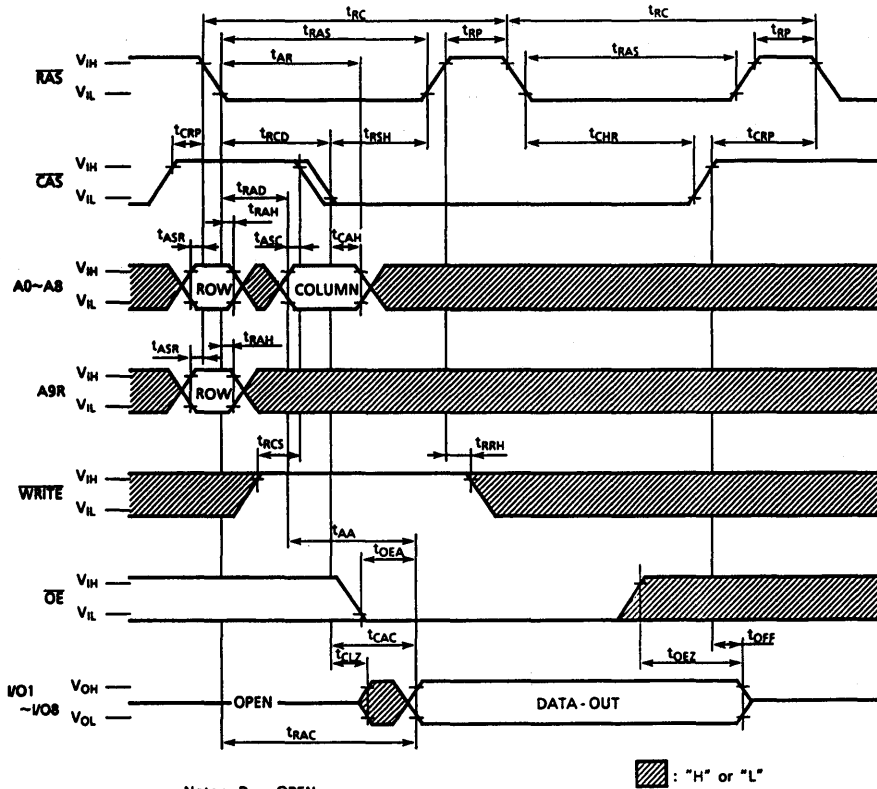 tRC tRC
tRAS tRP tRP
tAR tRAS
RAS VIH
VIL
tCRP tRCD tRSH tCHR tCRP
CAS VIH
VIL
tRAD
tRAH
tASR tASC tCAH
A0~A8 VIH
VIL
ROW COLUMN
tASR tRAH
A9R VIH
VIL
ROW
tRCS tRRH
WRITE VIH
VIL
tAA
tOEA
OE VIH
VIL
tCAC
tCLZ tOEZ tOFF
I/O1
~I/O8
VOH
VOL
OPEN DATA-OUT
tRAC
: "H" or "L"